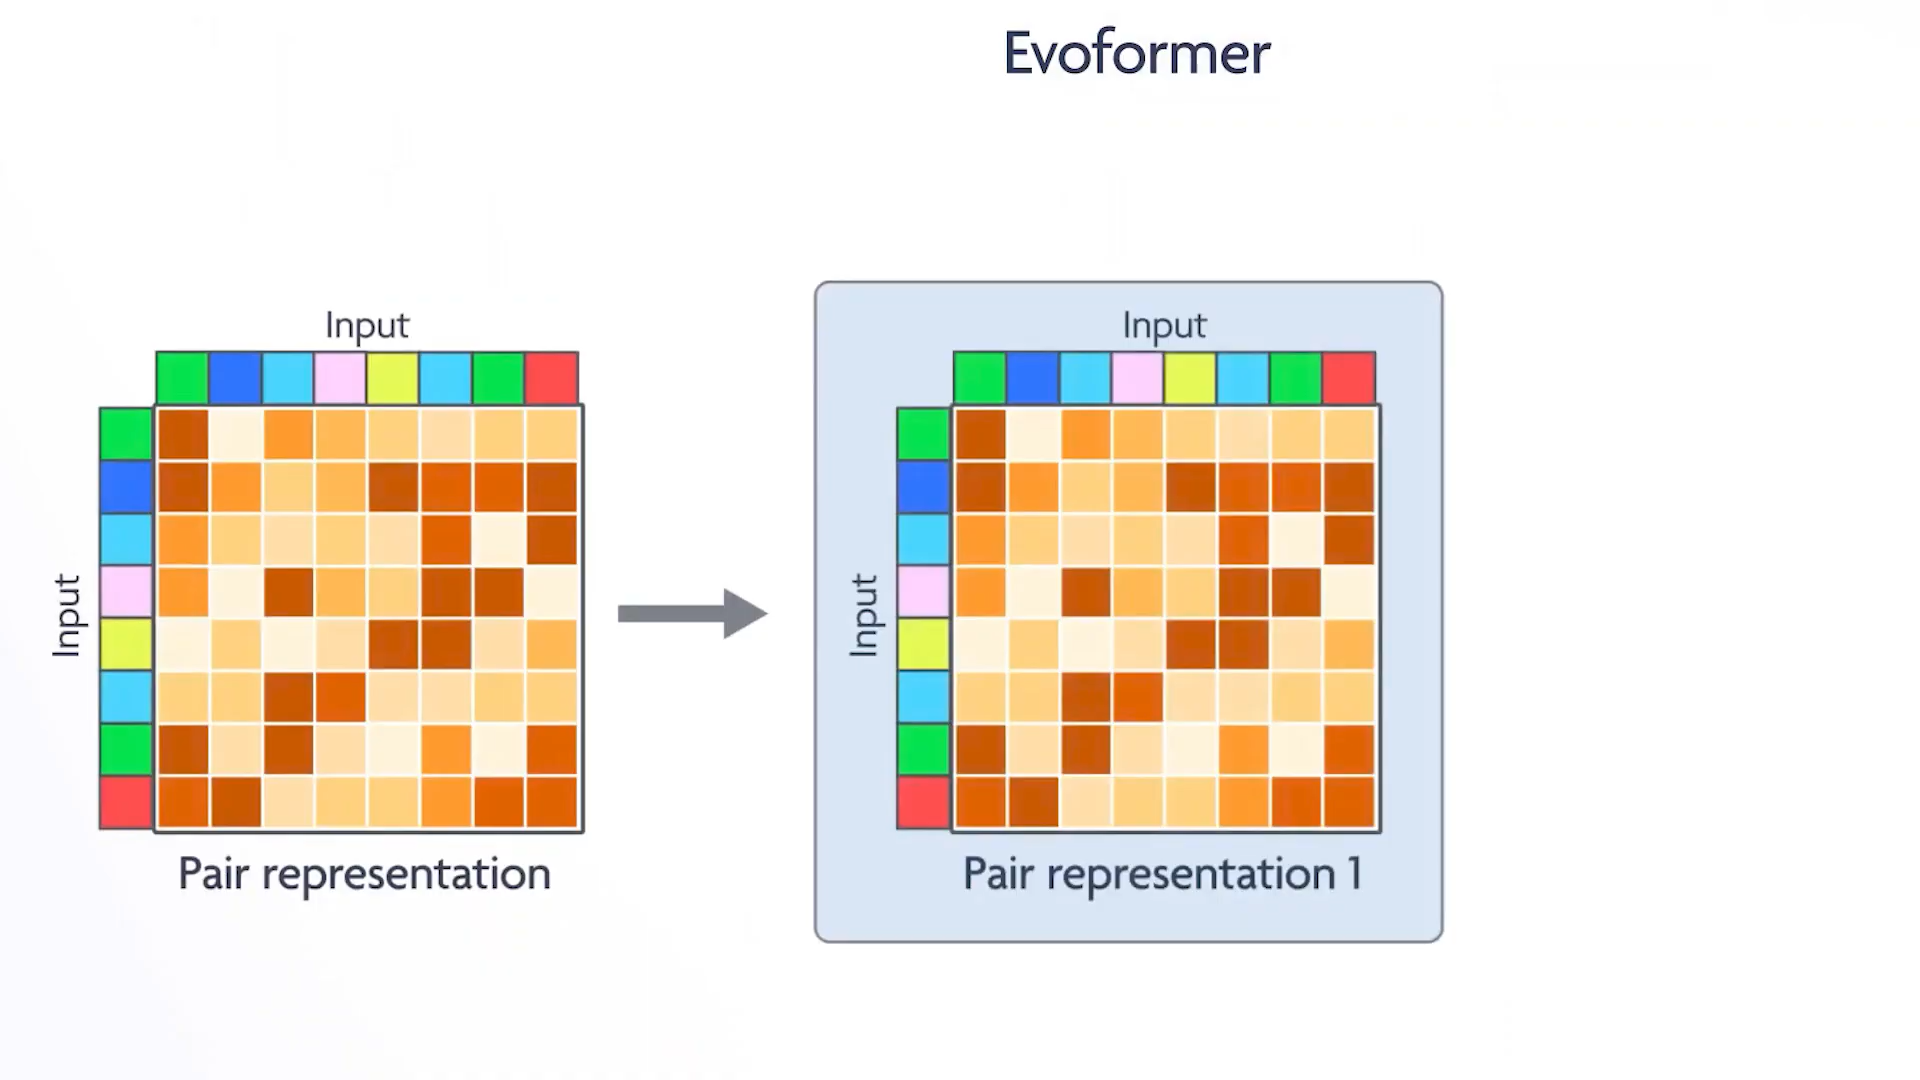 Evoformer
Input
Input
Pair representation
Input
Input
Pair representation 1